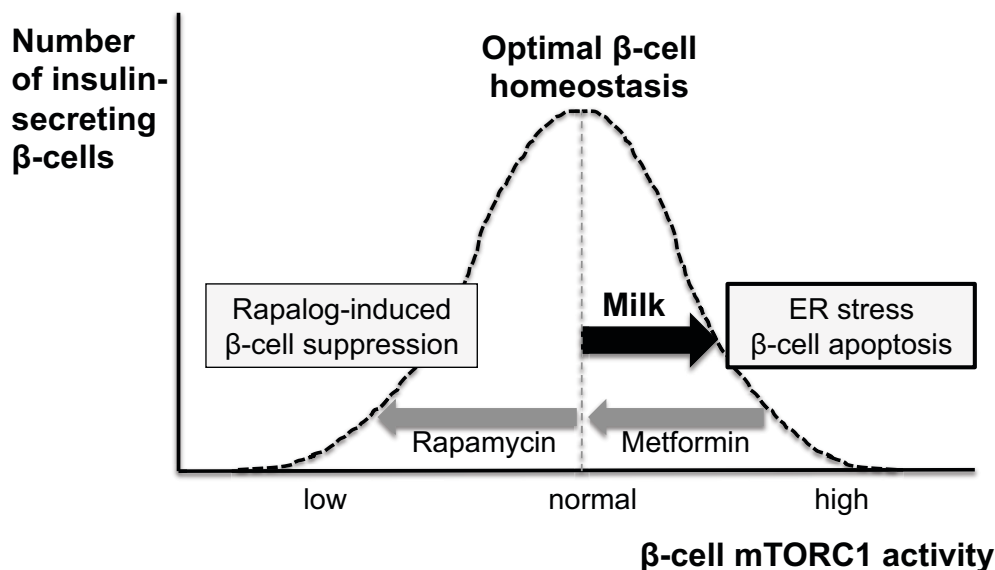 Number
of insulin-
secreting
β-cells
Optimal β-cell
homeostasis
Rapalog-induced
β-cell suppression
Milk
ER stress
β-cell apoptosis
Rapamycin
Metformin
low
normal
high
β-cell mTORC1 activity